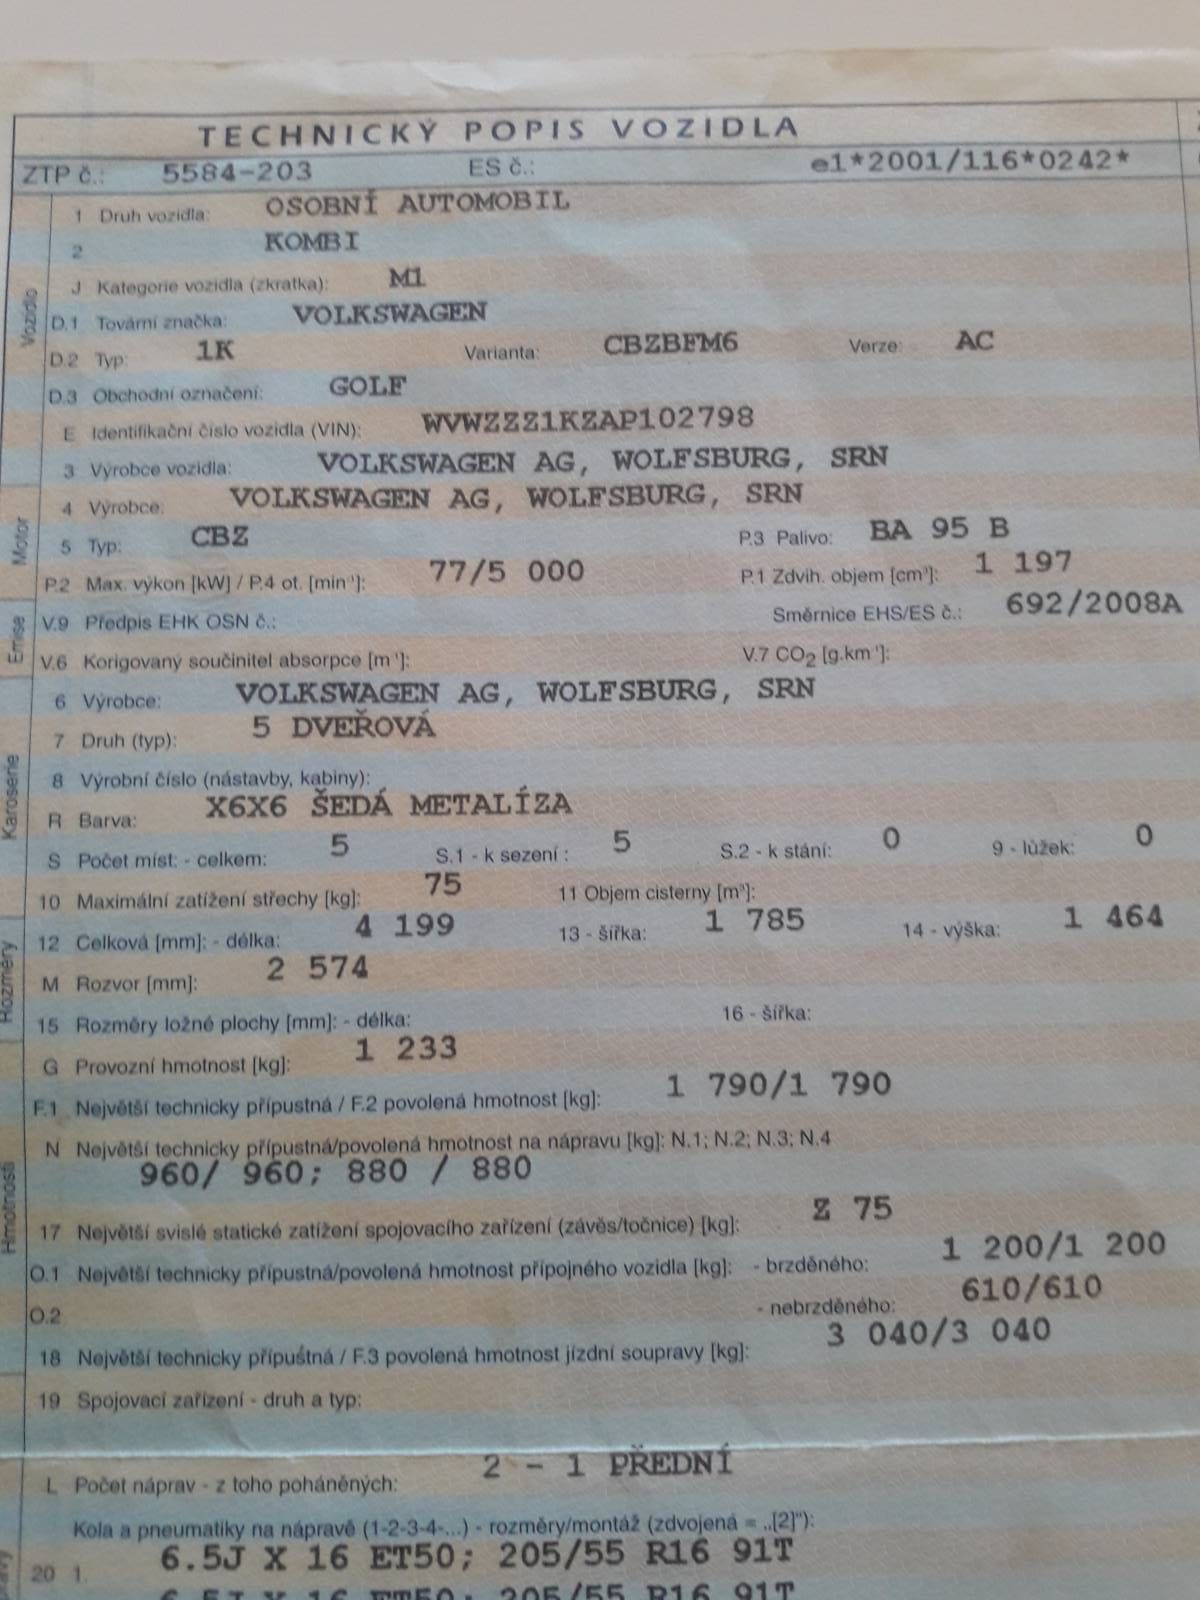 TECHNICKÝ POPIS VOZIDLA
ZTP č.: 5584-203 ES č.: e1*2001/116*0242*
Vozidlo
1 Druh vozidla: OSOBNÍ AUTOMOBIL
2 KOMBI
J Kategorie vozidla (zkratka): M1
D.1 Tovární značka: VOLKSWAGEN
D.2 Typ: 1K Varianta: CBZBFM6 Verze: AC
D.3 Obchodní označení: GOLF
E Identifikační číslo vozidla (VIN): WVWZZZ1KZAP102798
3 Výrobce vozidla: VOLKSWAGEN AG, WOLFSBURG, SRN
Motor
4 Výrobce: VOLKSWAGEN AG, WOLFSBURG, SRN
5 Typ: CBZ P.3 Palivo: BA 95 B
P.2 Max. výkon [kW] / P.4 ot. [min⁻¹]: 77/5 000 P.1 Zdvih. objem [cm³]: 1 197
Emise
V.9 Předpis EHK OSN č.: Směrnice EHS/ES č.: 692/2008A
V.6 Korigovaný součinitel absorpce [m⁻¹]: V.7 CO₂ [g.km⁻¹]:
Karoserie
6 Výrobce: VOLKSWAGEN AG, WOLFSBURG, SRN
7 Druh (typ): 5 DVEŘOVÁ
8 Výrobní číslo (nástavby, kabiny):
R Barva: X6X6 ŠEDÁ METALÍZA
S Počet míst: - celkem: 5 S.1 - k sezení : 5 S.2 - k stání: 0 9 - lůžek: 0
10 Maximální zatížení střechy [kg]: 75 11 Objem cisterny [m³]:
Rozměry
12 Celková [mm]: - délka: 4 199 13 - šířka: 1 785 14 - výška: 1 464
M Rozvor [mm]: 2 574
15 Rozměry ložné plochy [mm]: - délka: 16 - šířka:
Hmotnosti
G Provozní hmotnost [kg]: 1 233
F.1 Největší technicky přípustná / F.2 povolená hmotnost [kg]: 1 790/1 790
N Největší technicky přípustná/povolená hmotnost na nápravu [kg]: N.1; N.2; N.3; N.4
960/ 960; 880 / 880
17 Největší svislé statické zatížení spojovacího zařízení (závěs/točnice) [kg]: Z 75
O.1 Největší technicky přípustná/povolená hmotnost přípojného vozidla [kg]: - brzděného: 1 200/1 200
O.2 - nebrzděného: 610/610
18 Největší technicky přípustná / F.3 povolená hmotnost jízdní soupravy [kg]: 3 040/3 040
19 Spojovací zařízení - druh a typ:
L Počet náprav - z toho poháněných: 2 - 1 PŘEDNÍ
Kola a pneumatiky na nápravě (1-2-3-4-...) - rozměry/montáž (zdvojená = „[2]"):
20 1. 6.5J X 16 ET50; 205/55 R16 91T
6.5J X 16 ET50; 205/55 R16 91T